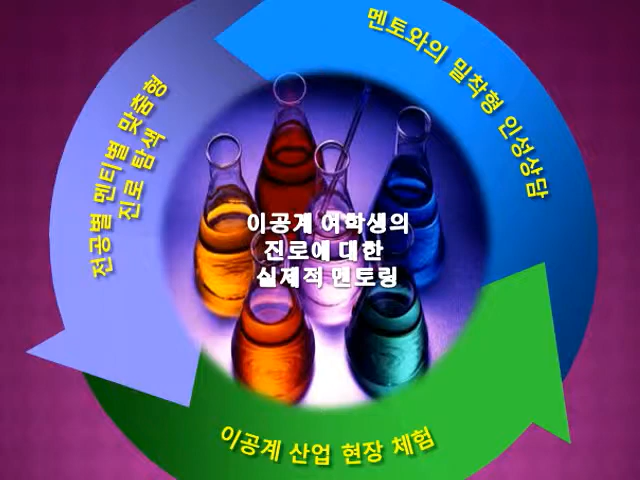 멘토와의 밀착형 인성상담
전공별 멘티별 맞춤형
진로 탐색
이공계 여학생의
진로에 대한
실제적 멘토링
이공계 산업 현장 체험